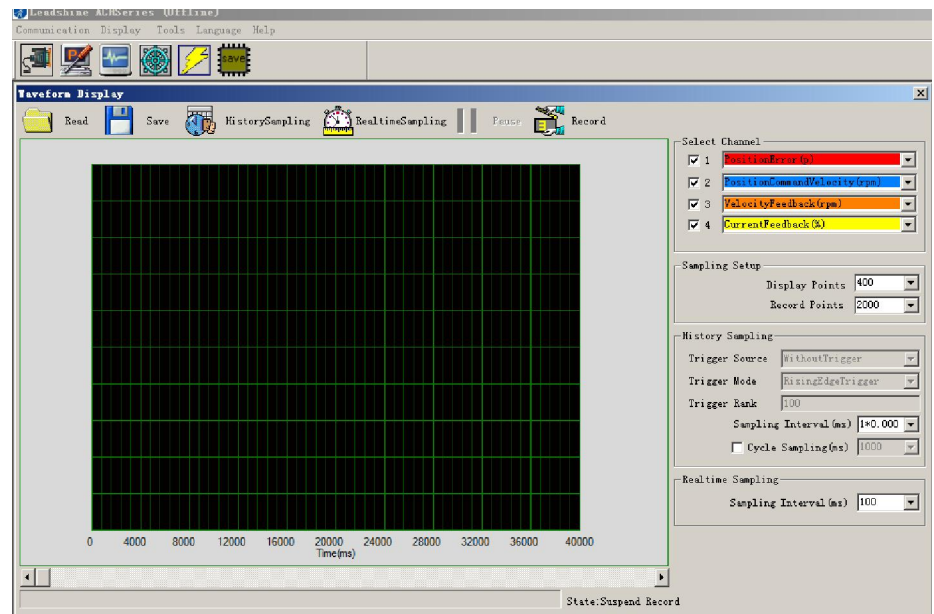 Leadshine ACHSeries (Offline)
Communication Display Tools Language Help
save
Waveform Display
Read Save HistorySampling RealtimeSampling Pause Record
Select Channel
1 PositionError(p)
2 PositionCommandVelocity(rpm)
3 VelocityFeedback(rpm)
4 CurrentFeedback(%)
Sampling Setup
Display Points 400
Record Points 2000
History Sampling
Trigger Source WithoutTrigger
Trigger Mode RisingEdgeTrigger
Trigger Rank 100
Sampling Interval(ms) 1*0.000
Cycle Sampling(ms) 1000
Realtime Sampling
Sampling Interval(ms) 100
0 4000 8000 12000 16000 20000 24000 28000 32000 36000 40000
Time(ms)
State:Suspend Record